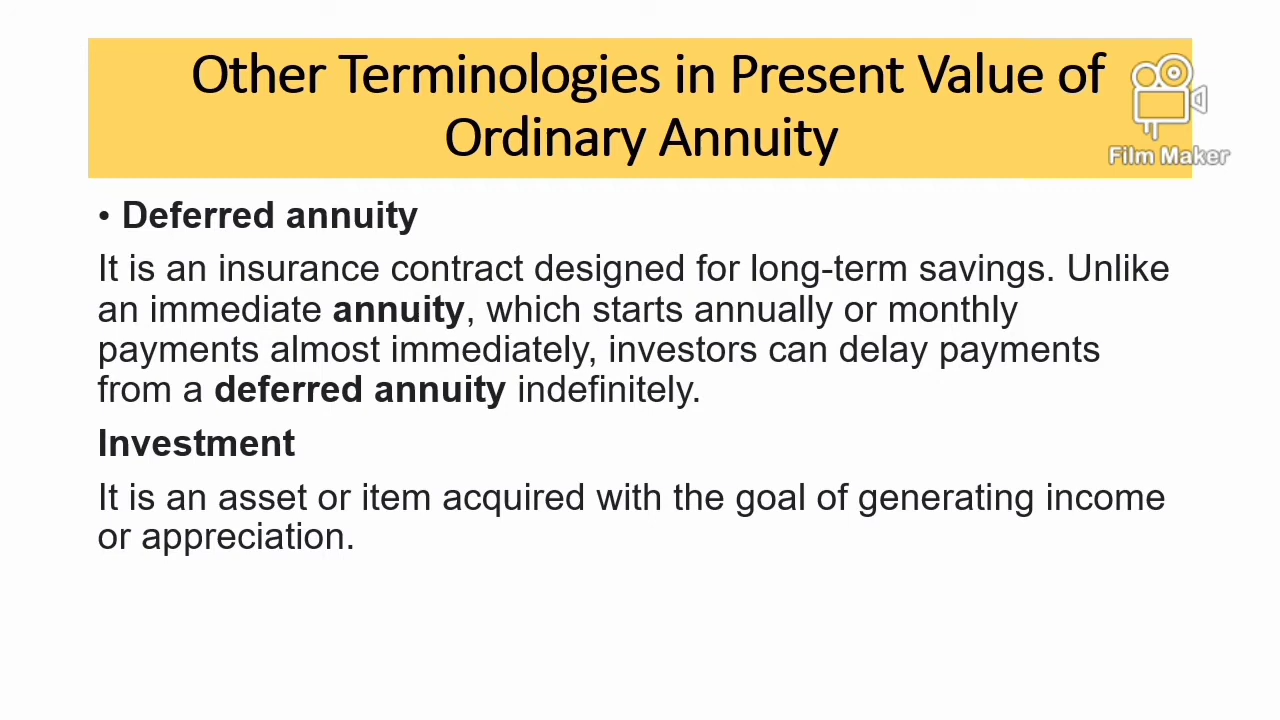 Other Terminologies in Present Value of
Ordinary Annuity
Film Maker
• Deferred annuity
It is an insurance contract designed for long-term savings. Unlike
an immediate annuity, which starts annually or monthly
payments almost immediately, investors can delay payments
from a deferred annuity indefinitely.
Investment
It is an asset or item acquired with the goal of generating income
or appreciation.